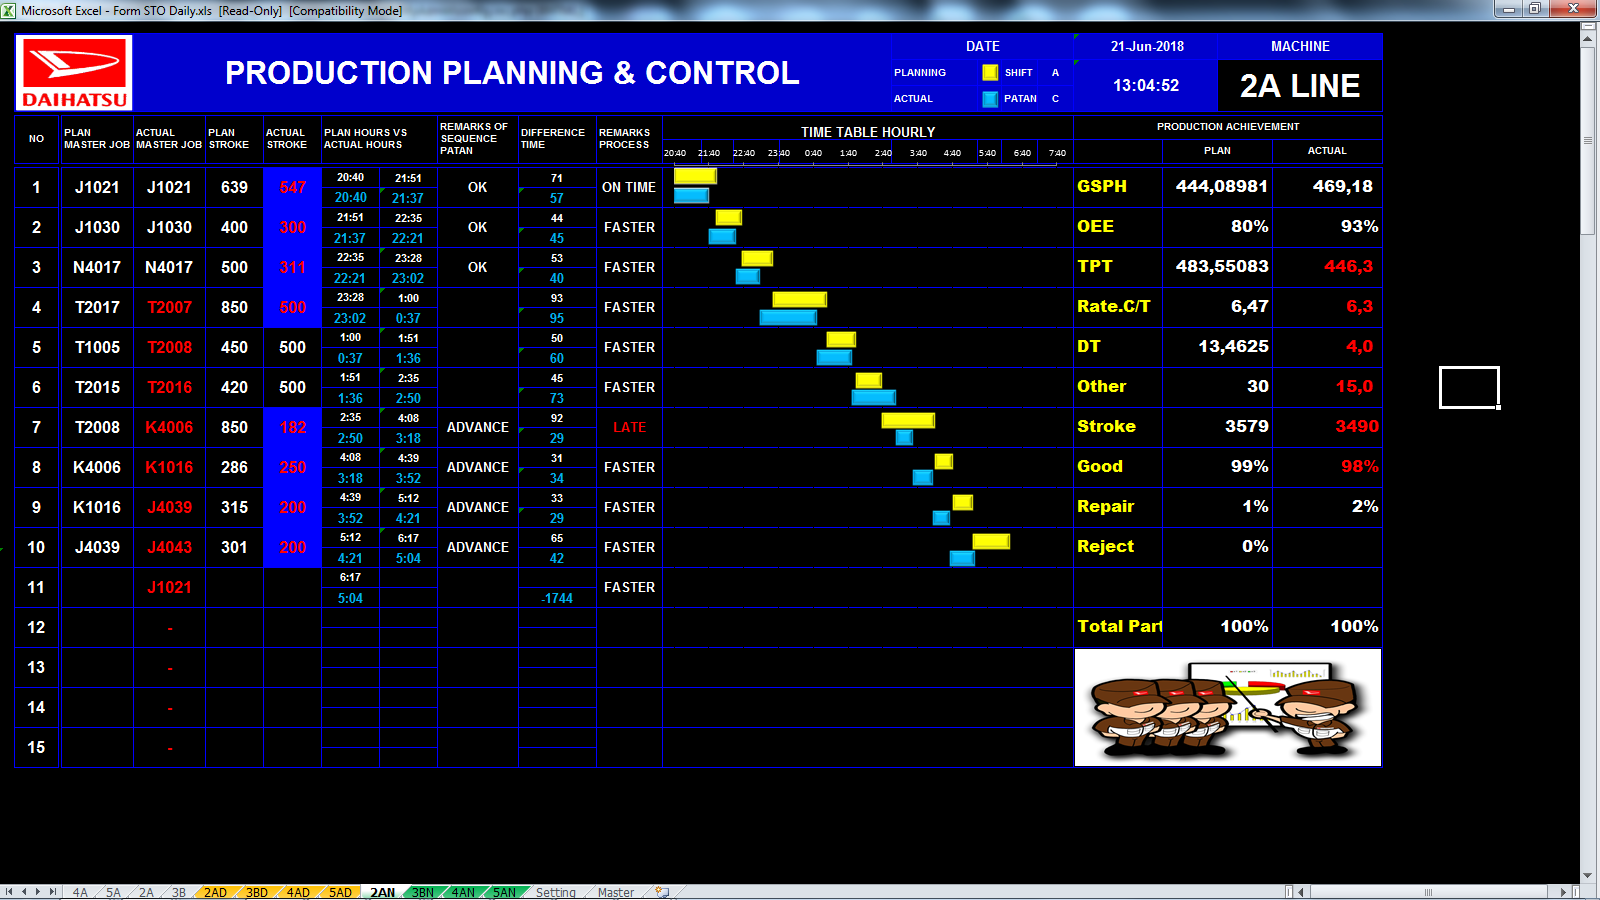 Microsoft Excel - Form STO Daily.xls [Read-Only] [Compatibility Mode]
DAIHATSU
PRODUCTION PLANNING & CONTROL
DATE 21-Jun-2018 MACHINE
PLANNING SHIFT A
13:04:52 2A LINE
ACTUAL PATAN C
NO
PLAN MASTER JOB
ACTUAL MASTER JOB
PLAN STROKE
ACTUAL STROKE
PLAN HOURS VS ACTUAL HOURS
REMARKS OF SEQUENCE PATAN
DIFFERENCE TIME
REMARKS PROCESS
TIME TABLE HOURLY
20:40 21:40 22:40 23:40 0:40 1:40 2:40 3:40 4:40 5:40 6:40 7:40
PRODUCTION ACHIEVEMENT
PLAN ACTUAL
20:40 21:51 71
1 J1021 J1021 639 547 OK ON TIME GSPH 444,08981 469,18
20:40 21:37 57
21:51 22:35 44
2 J1030 J1030 400 300 OK FASTER OEE 80% 93%
21:37 22:21 45
22:35 23:28 53
3 N4017 N4017 500 311 OK FASTER TPT 483,55083 446,3
22:21 23:02 40
23:28 1:00 93
4 T2017 T2007 850 500 FASTER Rate.C/T 6,47 6,3
23:02 0:37 95
1:00 1:51 50
5 T1005 T2008 450 500 FASTER DT 13,4625 4,0
0:37 1:36 60
1:51 2:35 45
6 T2015 T2016 420 500 FASTER Other 30 15,0
1:36 2:50 73
2:35 4:08 92
7 T2008 K4006 850 182 ADVANCE LATE Stroke 3579 3490
2:50 3:18 29
4:08 4:39 31
8 K4006 K1016 286 250 ADVANCE FASTER Good 99% 98%
3:18 3:52 34
4:39 5:12 33
9 K1016 J4039 315 200 ADVANCE FASTER Repair 1% 2%
3:52 4:21 29
5:12 6:17 65
10 J4039 J4043 301 200 ADVANCE FASTER Reject 0%
4:21 5:04 42
6:17
11 J1021 FASTER
5:04 -1744
12 - Total Part 100% 100%
13 -
14 -
15 -
4A 5A 2A 3B 2AD 3BD 4AD 5AD 2AN 3BN 4AN 5AN Setting Master